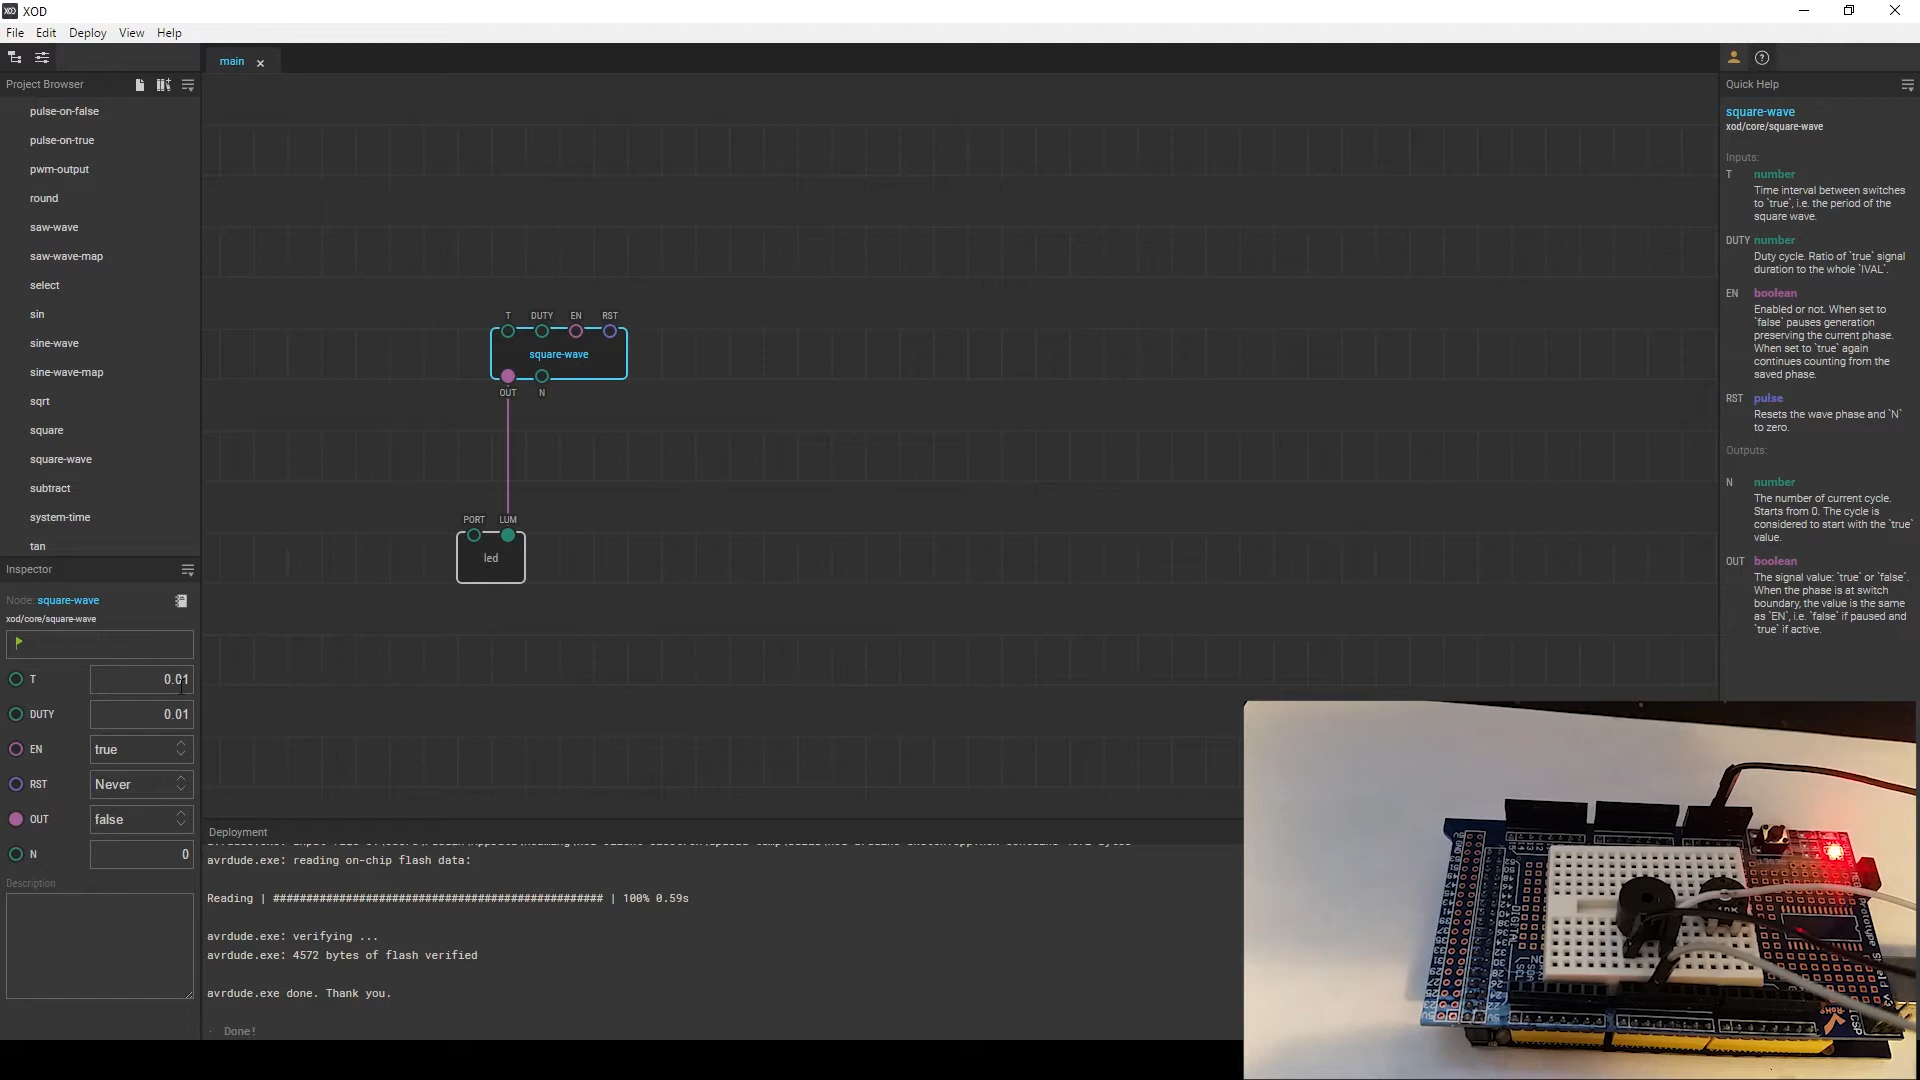 XOD
File Edit Deploy View Help
main
Project Browser
pulse-on-false
pulse-on-true
pwm-output
round
saw-wave
saw-wave-map
select
sin
sine-wave
sine-wave-map
sqrt
square
square-wave
subtract
system-time
tan
Inspector
Node: square-wave
xod/core/square-wave
T 0.01
DUTY 0.01
EN true
RST Never
OUT false
N 0
Description
T DUTY EN RST
square-wave
OUT N
PORT LUM
led
Deployment
avrdude.exe: reading on-chip flash data:
Reading | ################################################## | 100% 0.59s
avrdude.exe: verifying ...
avrdude.exe: 4572 bytes of flash verified
avrdude.exe done. Thank you.
Done!
Quick Help
square-wave
xod/core/square-wave
Inputs:
T number
Time interval between switches
to `true`, i.e. the period of the
square wave.
DUTY number
Duty cycle. Ratio of `true` signal
duration to the whole `IVAL`.
EN boolean
Enabled or not. When set to
`false` pauses generation
preserving the current phase.
When set to `true` again
continues counting from the
saved phase.
RST pulse
Resets the wave phase and `N`
to zero.
Outputs:
N number
The number of current cycle.
Starts from 0. The cycle is
considered to start with the `true`
value.
OUT boolean
The signal value: `true` or `false`.
When the phase is at switch
boundary, the value is the same
as `EN`, i.e. `false` if paused and
`true` if active.
DIGITAL
Prototype Shield v3
RoHS
ICSP